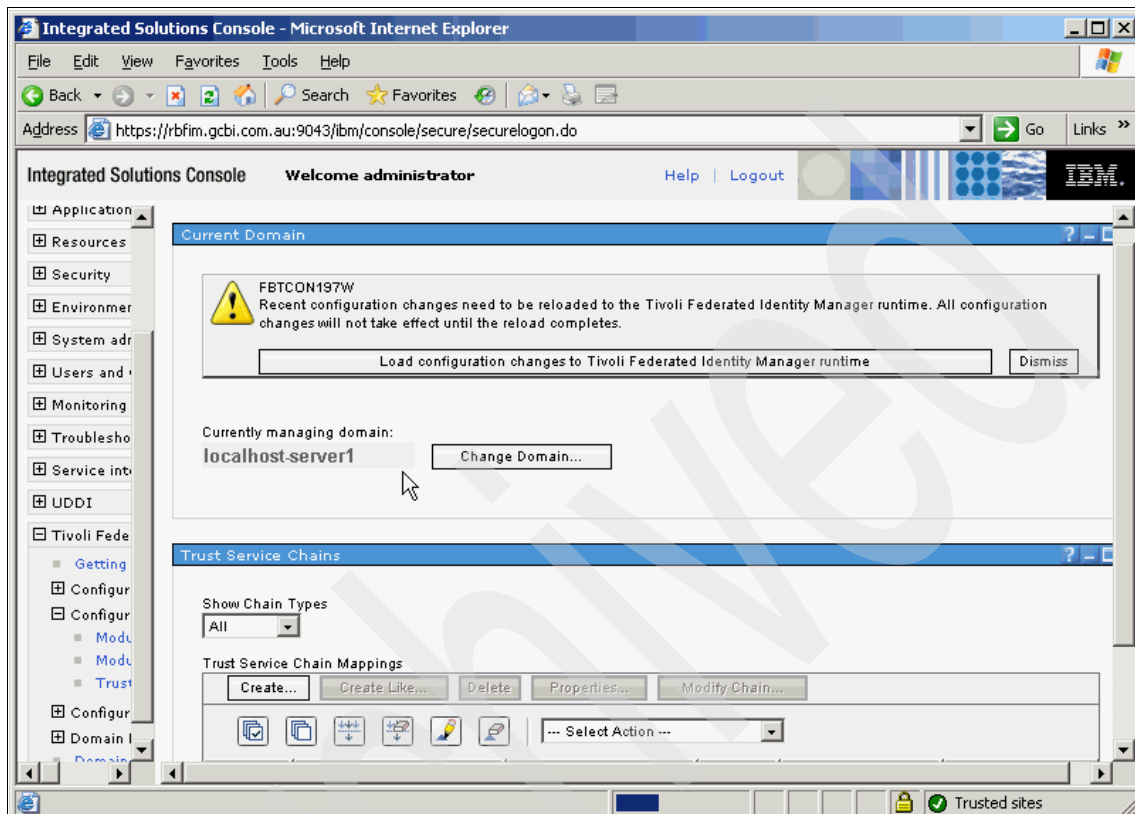 Integrated Solutions Console - Microsoft Internet Explorer
File Edit View Favorites Tools Help
Back Search Favorites
Address https://rbfim.gcbi.com.au:9043/ibm/console/secure/securelogon.do Go Links »
Integrated Solutions Console Welcome administrator Help | Logout IBM.
Application
Resources
Security
Environmen
System adr
Users and
Monitoring
Troublesho
Service int
UDDI
Tivoli Fede
Getting
Configur
Configur
Modu
Modu
Trust
Configur
Domain
Domain
Current Domain ?
FBTCON197W
Recent configuration changes need to be reloaded to the Tivoli Federated Identity Manager runtime. All configuration
changes will not take effect until the reload completes.
Load configuration changes to Tivoli Federated Identity Manager runtime Dismiss
Currently managing domain:
localhost-server1 Change Domain...
Trust Service Chains ?
Show Chain Types
All
Trust Service Chain Mappings
Create... Create Like... Delete Properties... Modify Chain...
--- Select Action ---
Trusted sites